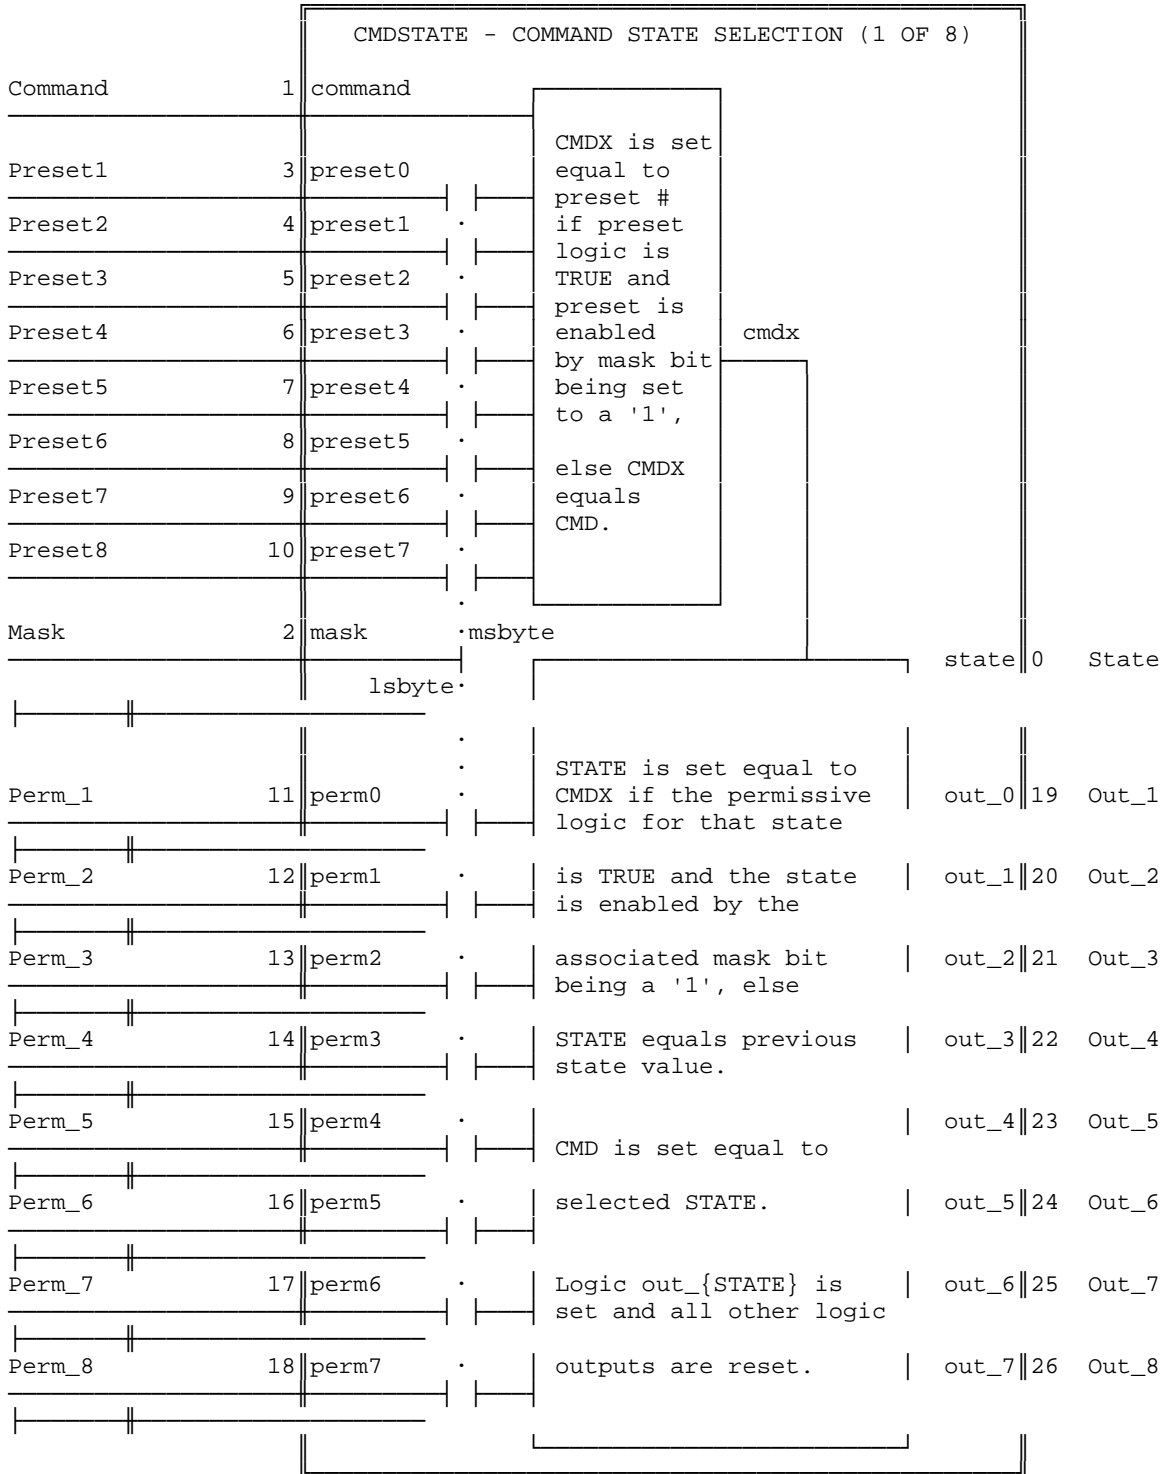 CMDSTATE - COMMAND STATE SELECTION (1 OF 8)
Command 1 command
CMDX is set
Preset1 3 preset0 equal to
preset #
Preset2 4 preset1 if preset
logic is
Preset3 5 preset2 TRUE and
preset is
Preset4 6 preset3 enabled cmdx
by mask bit
Preset5 7 preset4 being set
to a '1',
Preset6 8 preset5
else CMDX
Preset7 9 preset6 equals
CMD.
Preset8 10 preset7
Mask 2 mask msbyte
state 0 State
lsbyte
STATE is set equal to
Perm_1 11 perm0 CMDX if the permissive out_0 19 Out_1
logic for that state
Perm_2 12 perm1 is TRUE and the state out_1 20 Out_2
is enabled by the
Perm_3 13 perm2 associated mask bit out_2 21 Out_3
being a '1', else
Perm_4 14 perm3 STATE equals previous out_3 22 Out_4
state value.
Perm_5 15 perm4 out_4 23 Out_5
CMD is set equal to
Perm_6 16 perm5 selected STATE. out_5 24 Out_6
Perm_7 17 perm6 Logic out_{STATE} is out_6 25 Out_7
set and all other logic
Perm_8 18 perm7 outputs are reset. out_7 26 Out_8